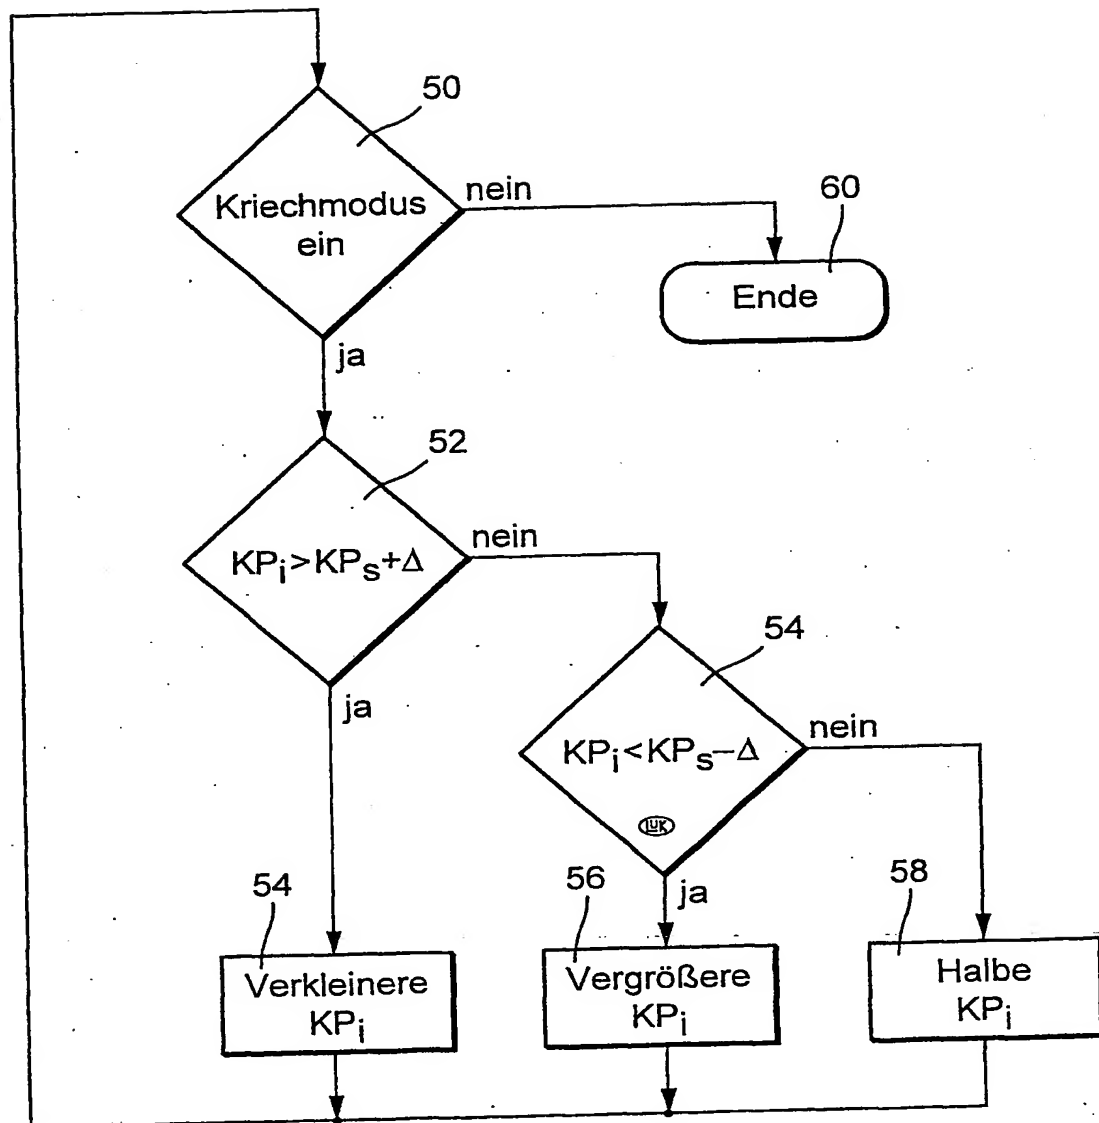 50
Kriechmodus
ein
nein
60
Ende
ja
52
KPi>KPs+Δ
nein
54
KPi<KPs−Δ
LuK
nein
ja
54
Verkleinere
KPi
56
ja
Vergrößere
KPi
58
Halbe
KPi